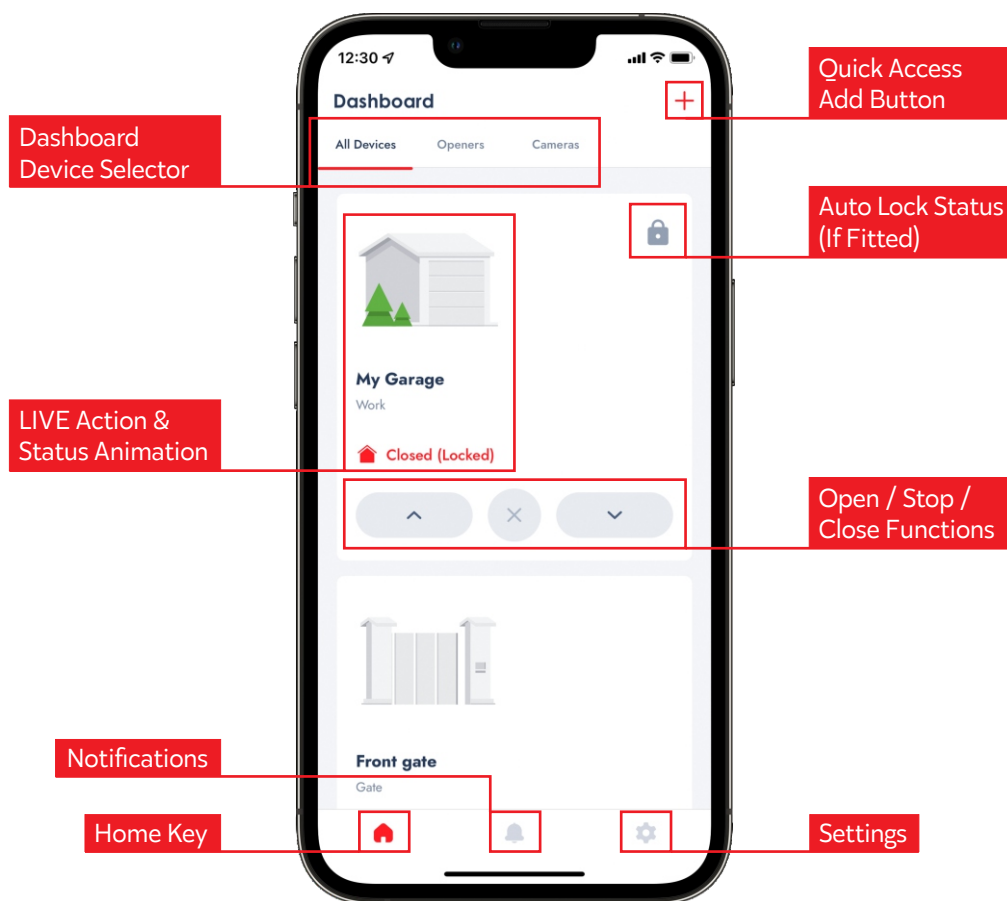 12:30
Quick Access
Add Button
Dashboard
Dashboard
Device Selector
All Devices
Openers
Cameras
Auto Lock Status
(If Fitted)
My Garage
Work
LIVE Action &
Status Animation
Closed (Locked)
Open / Stop /
Close Functions
Notifications
Front gate
Gate
Home Key
Settings